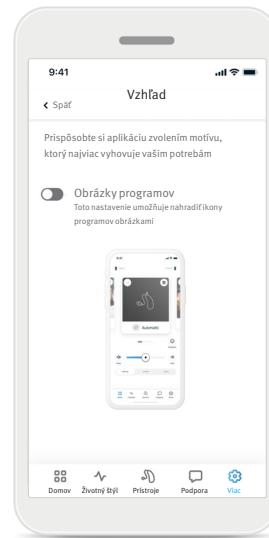 9:41
Späť
Vzhľad
Prispôsobte si aplikáciu zvolením motívu,
ktorý najviac vyhovuje vašim potrebám
Obrázky programov
Toto nastavenie umožňuje nahradiť ikony
programov obrázkami
Automatic
Domov Životný štýl Prístroje Podpora Viac